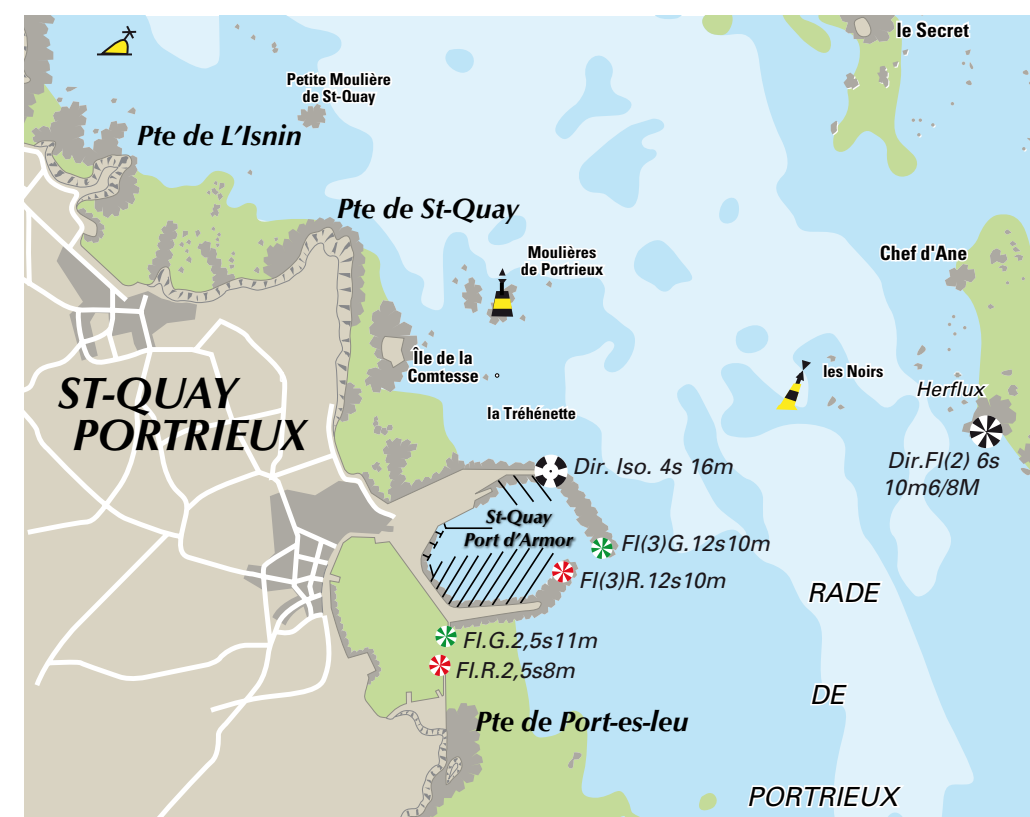 le Secret
Petite Moulière
de St-Quay
Pte de L'Isnin
Pte de St-Quay
Moulières
de Portrieux
Chef d'Ane
Île de la
Comtesse
les Noirs
Herflux
ST-QUAY
PORTRIEUX
la Tréhénette
Dir. Iso. 4s 16m
Dir.Fl(2) 6s
10m6/8M
St-Quay
Port d'Armor
Fl(3)G.12s10m
Fl(3)R.12s10m
RADE
Fl.G.2,5s11m
Fl.R.2,5s8m
DE
Pte de Port-es-leu
PORTRIEUX